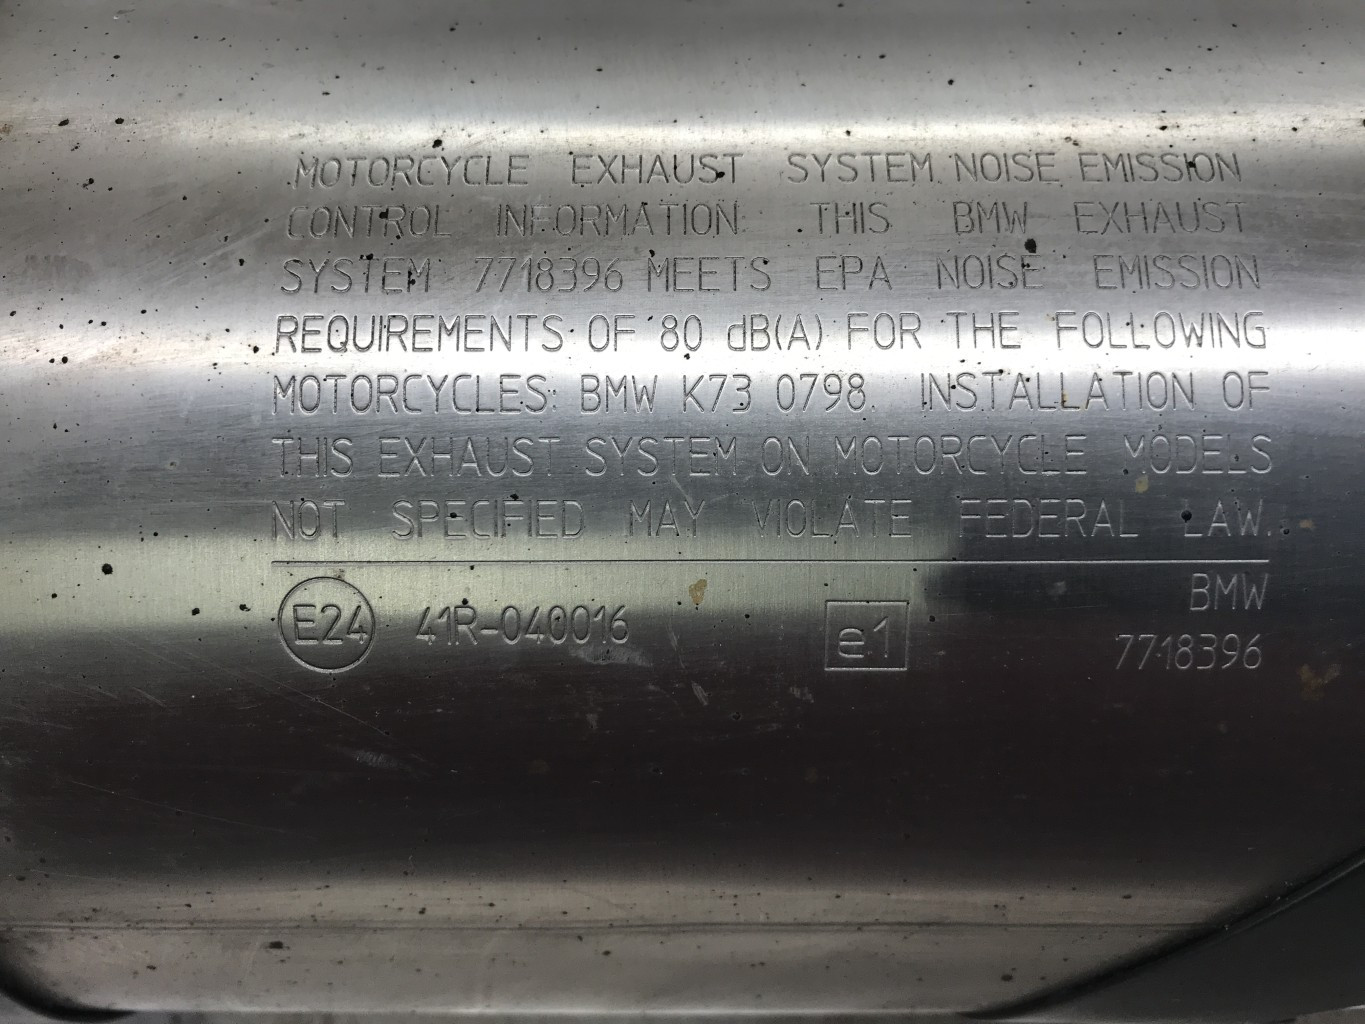 MOTORCYCLE EXHAUST SYSTEM NOISE EMISSION
CONTROL INFORMATION THIS BMW EXHAUST
SYSTEM 7718396 MEETS EPA NOISE EMISSION
REQUIREMENTS OF 80 dB(A) FOR THE FOLLOWING
MOTORCYCLES: BMW K73 0798. INSTALLATION OF
THIS EXHAUST SYSTEM ON MOTORCYCLE MODELS
NOT SPECIFIED MAY VIOLATE FEDERAL LAW.
E24 41R-040016 e1 BMW
7718396